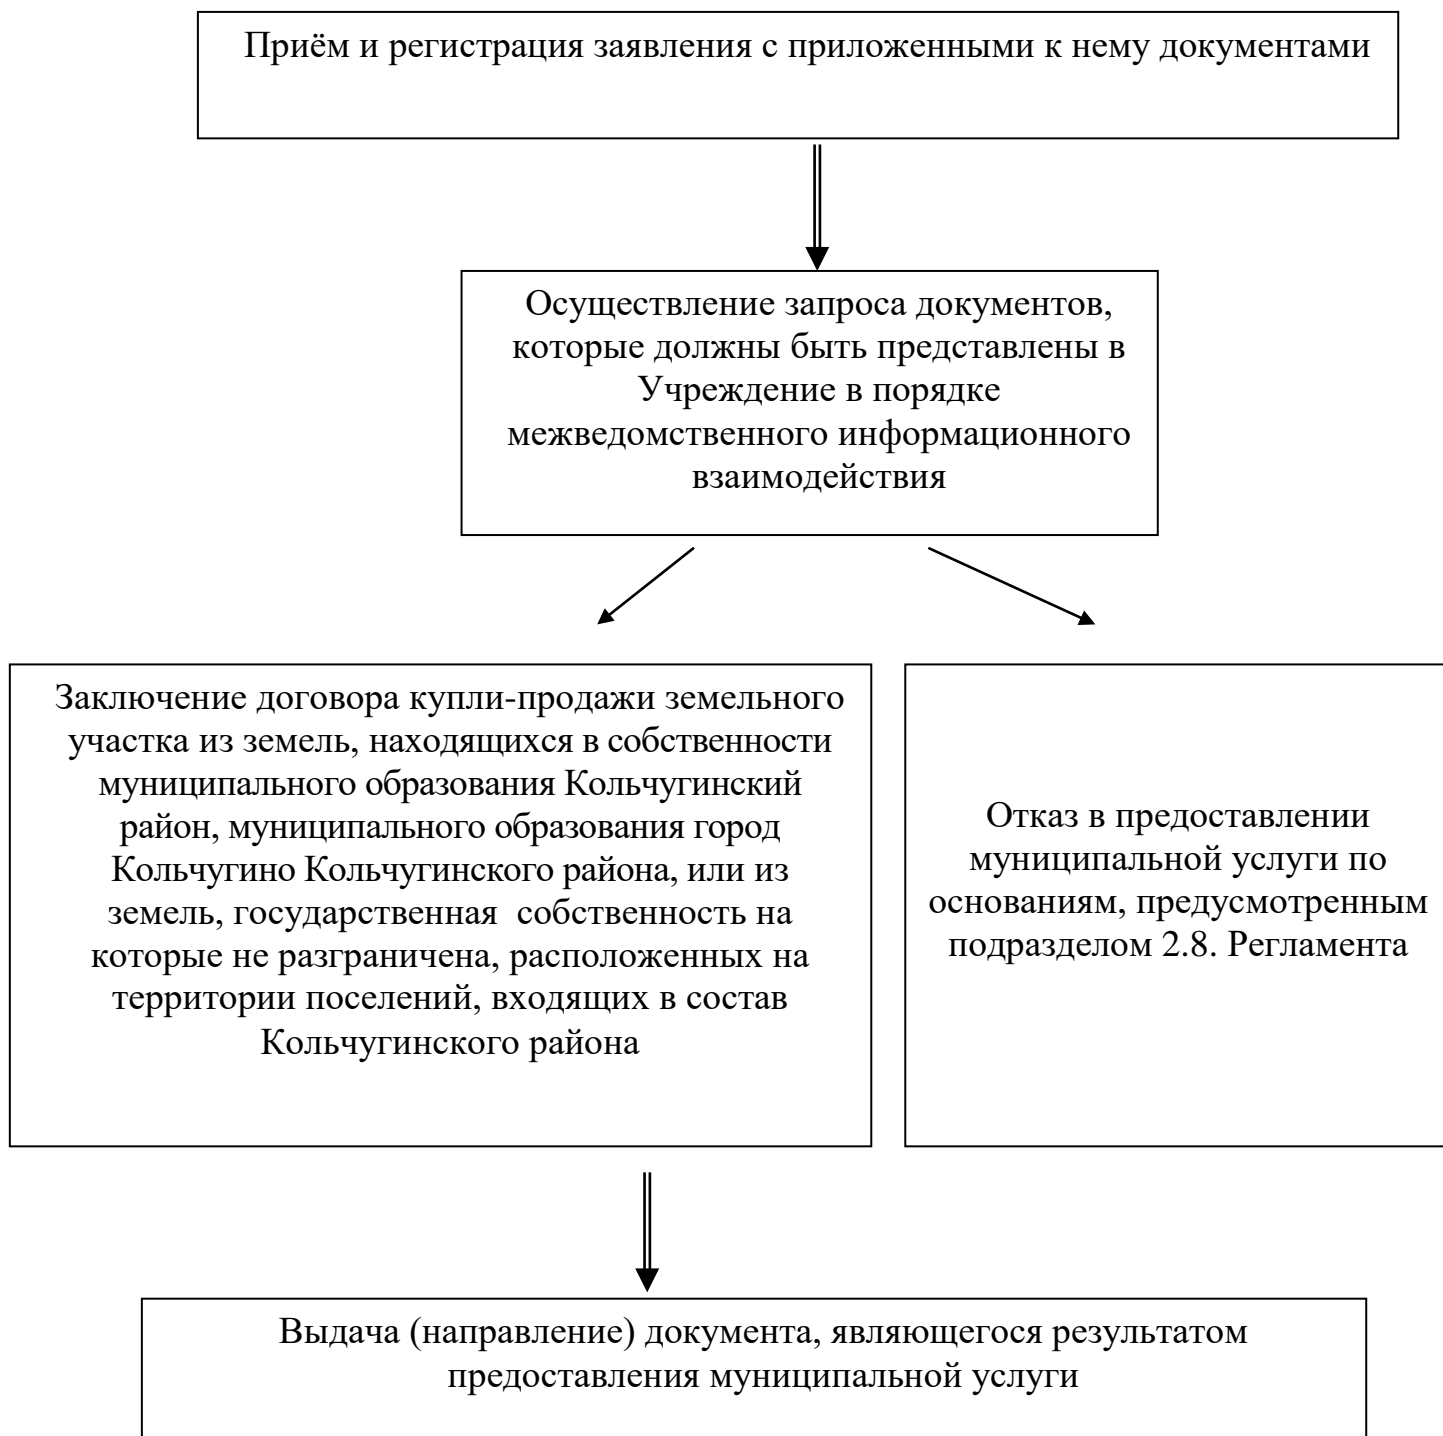 Приём и регистрация заявления с приложенными к нему документами
Осуществление запроса документов,
которые должны быть представлены в
Учреждение в порядке
межведомственного информационного
взаимодействия
Заключение договора купли-продажи земельного
участка из земель, находящихся в собственности
муниципального образования Кольчугинский
район, муниципального образования город
Кольчугино Кольчугинского района, или из
земель, государственная собственность на
которые не разграничена, расположенных на
территории поселений, входящих в состав
Кольчугинского района
Отказ в предоставлении
муниципальной услуги по
основаниям, предусмотренным
подразделом 2.8. Регламента
Выдача (направление) документа, являющегося результатом
предоставления муниципальной услуги